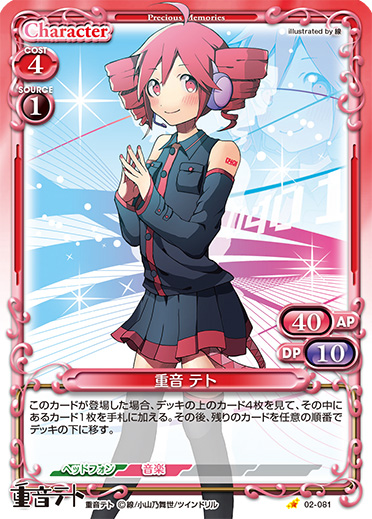 Precious Memories
Character
illustrated by 線
COST
4
SOURCE
1
0401
401
40 AP
DP 10
重音 テト
このカードが登場した場合、デッキの上のカード4枚を見て、その中に
あるカード1枚を手札に加える。その後、残りのカードを任意の順番で
デッキの下に移す。
ヘッドフォン 音楽
重音テト
重音テト ©線/小山乃舞世/ツインドリル
02-081